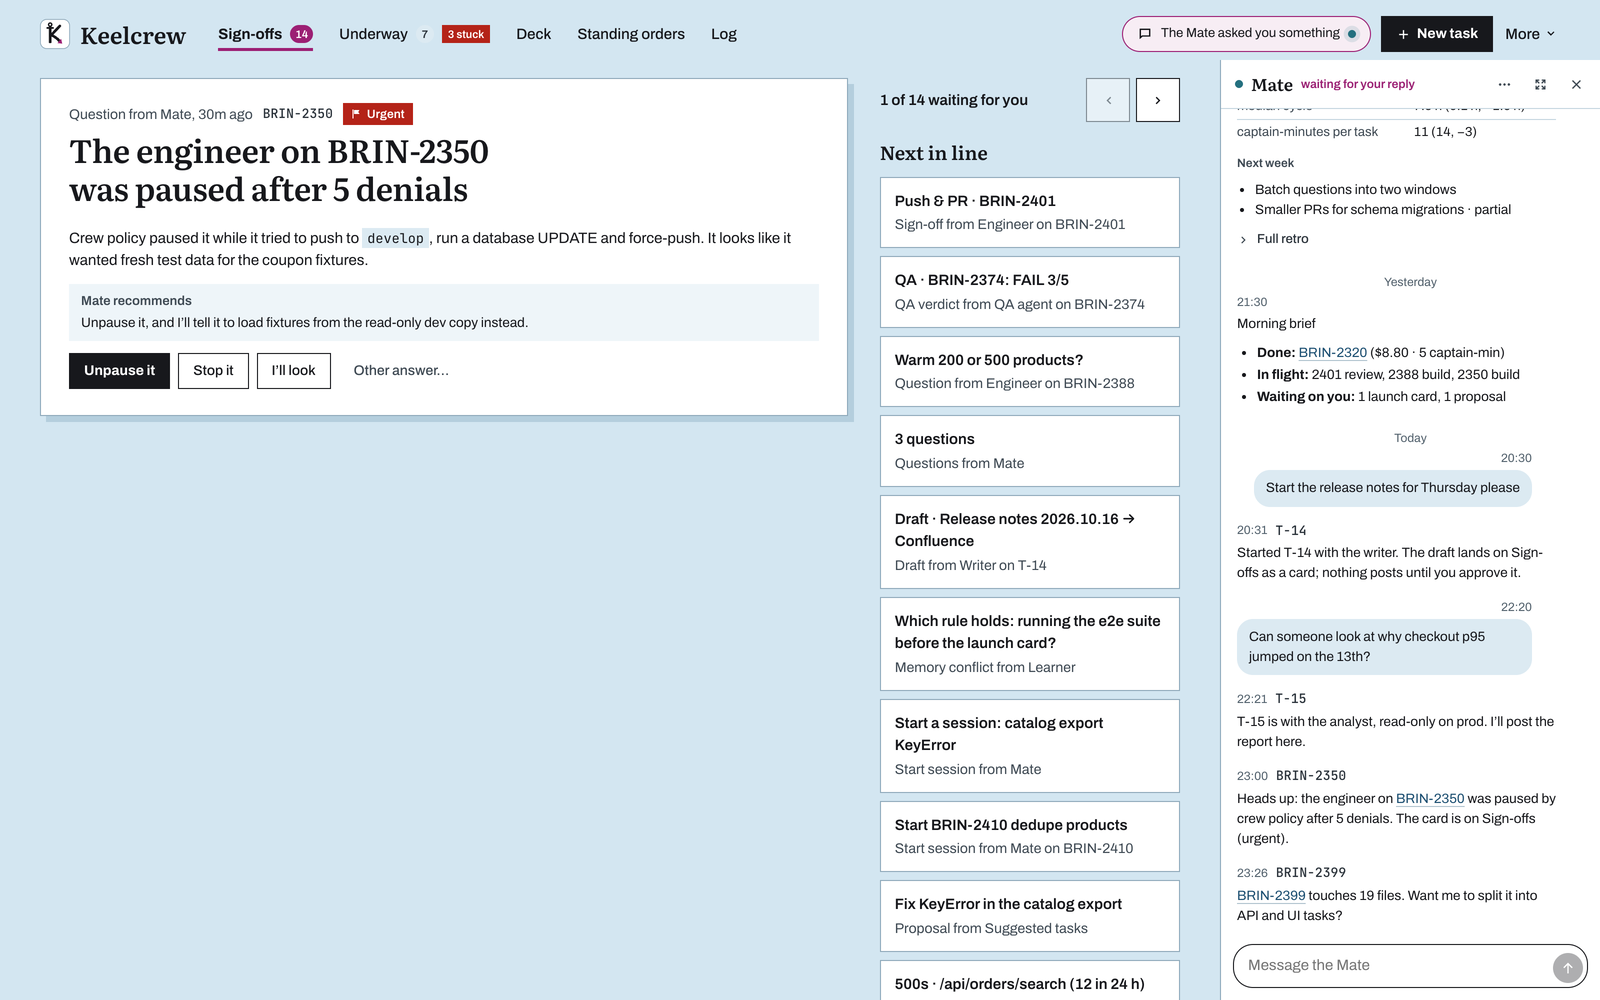 Keelcrew
Sign-offs 14
Underway 7 3 stuck
Deck
Standing orders
Log
The Mate asked you something
+ New task
More
Question from Mate, 30m ago BRIN-2350 Urgent
The engineer on BRIN-2350
was paused after 5 denials
Crew policy paused it while it tried to push to develop, run a database UPDATE and force-push. It looks like it
wanted fresh test data for the coupon fixtures.
Mate recommends
Unpause it, and I’ll tell it to load fixtures from the read-only dev copy instead.
Unpause it
Stop it
I’ll look
Other answer…
1 of 14 waiting for you
Next in line
Push & PR · BRIN-2401
Sign-off from Engineer on BRIN-2401
QA · BRIN-2374: FAIL 3/5
QA verdict from QA agent on BRIN-2374
Warm 200 or 500 products?
Question from Engineer on BRIN-2388
3 questions
Questions from Mate
Draft · Release notes 2026.10.16 →
Confluence
Draft from Writer on T-14
Which rule holds: running the e2e suite
before the launch card?
Memory conflict from Learner
Start a session: catalog export
KeyError
Start session from Mate
Start BRIN-2410 dedupe products
Start session from Mate on BRIN-2410
Fix KeyError in the catalog export
Proposal from Suggested tasks
500s · /api/orders/search (12 in 24 h)
Mate waiting for your reply
captain-minutes per task 11 (14, −3)
Next week
• Batch questions into two windows
• Smaller PRs for schema migrations · partial
Full retro
Yesterday
21:30
Morning brief
• Done: BRIN-2320 ($8.80 · 5 captain-min)
• In flight: 2401 review, 2388 build, 2350 build
• Waiting on you: 1 launch card, 1 proposal
Today
20:30
Start the release notes for Thursday please
20:31 T-14
Started T-14 with the writer. The draft lands on Sign-
offs as a card; nothing posts until you approve it.
22:20
Can someone look at why checkout p95
jumped on the 13th?
22:21 T-15
T-15 is with the analyst, read-only on prod. I’ll post the
report here.
23:00 BRIN-2350
Heads up: the engineer on BRIN-2350 was paused by
crew policy after 5 denials. The card is on Sign-offs
(urgent).
23:26 BRIN-2399
BRIN-2399 touches 19 files. Want me to split it into
API and UI tasks?
Message the Mate